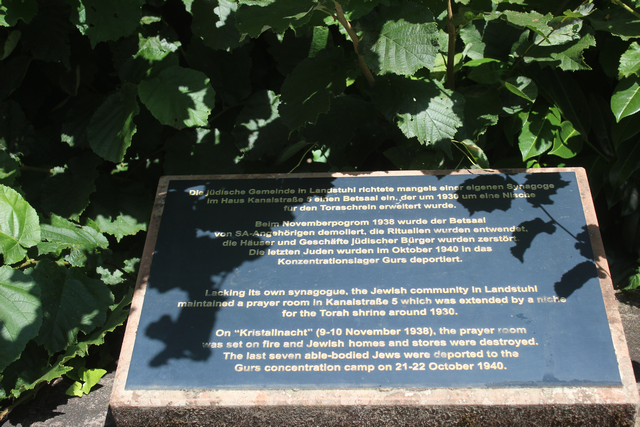 Die jüdische Gemeinde in Landstuhl richtete mangels einer eigenen Synagoge
im Haus Kanalstraße 5 einen Betsaal ein, der um 1930 um eine Nische
für den Toraschrein erweitert wurde.
Beim Novemberpogrom 1938 wurde der Betsaal
von SA-Angehörigen demoliert, die Ritualien wurden entwendet,
die Häuser und Geschäfte jüdischer Bürger wurden zerstört.
Die letzten Juden wurden im Oktober 1940 in das
Konzentrationslager Gurs deportiert.
Lacking its own synagogue, the Jewish community in Landstuhl
maintained a prayer room in Kanalstraße 5 which was extended by a niche
for the Torah shrine around 1930.
On "Kristallnacht" (9-10 November 1938), the prayer room
was set on fire and Jewish homes and stores were destroyed.
The last seven able-bodied Jews were deported to the
Gurs concentration camp on 21-22 October 1940.